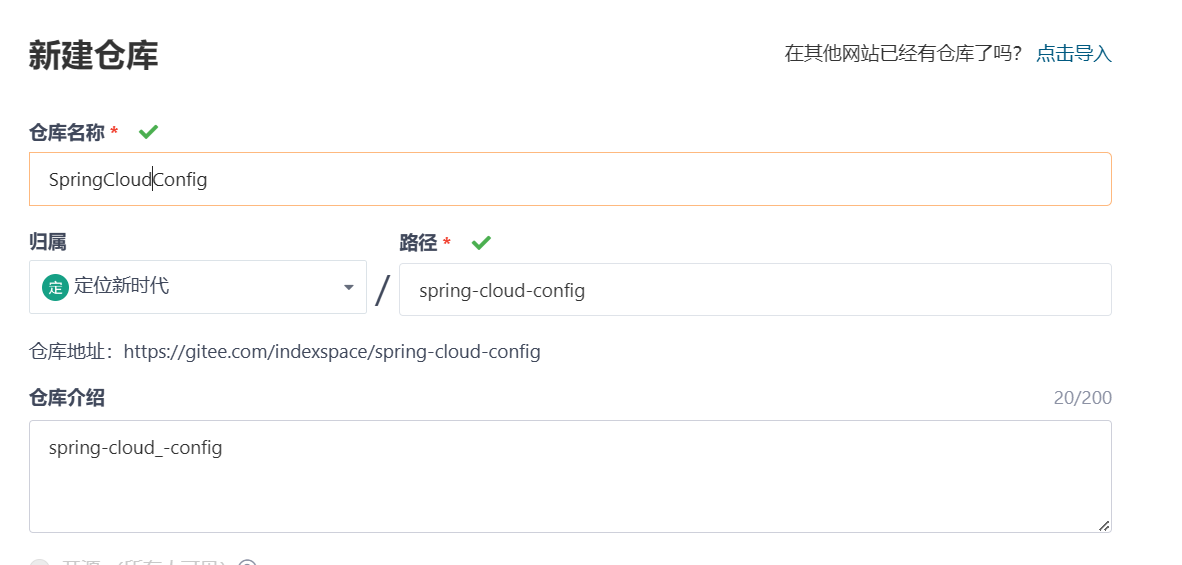 新建仓库
在其他网站已经有仓库了吗? 点击导入
仓库名称 *
SpringCloudConfig
归属
路径 *
定 定位新时代
/
spring-cloud-config
仓库地址：https://gitee.com/indexspace/spring-cloud-config
仓库介绍
20/200
spring-cloud_-config